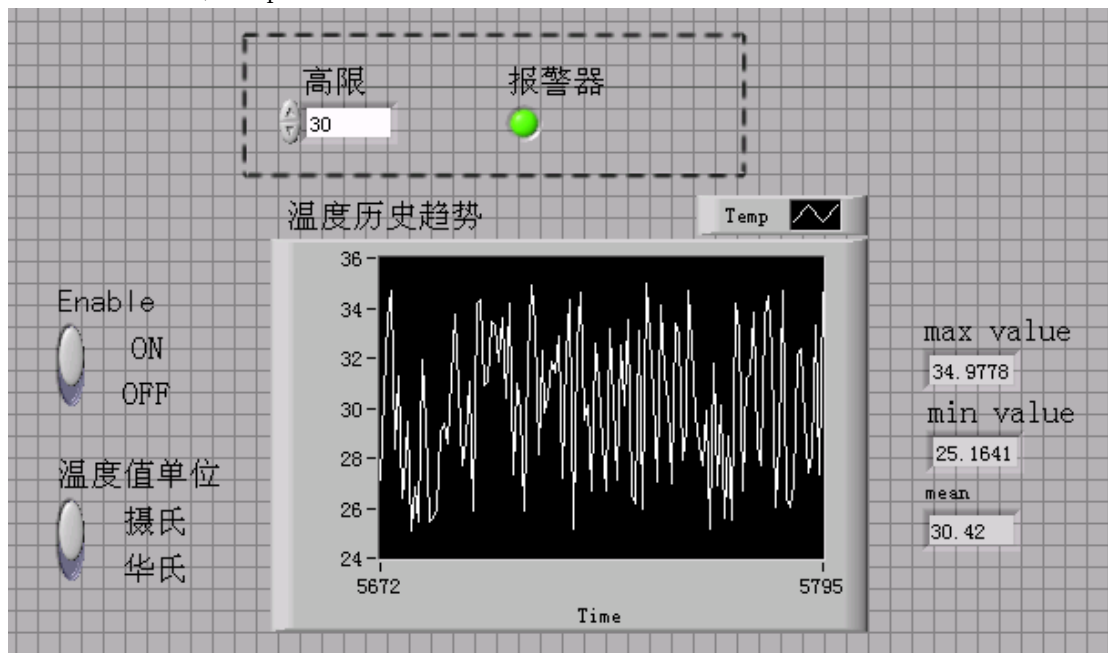 高限 报警器
30
温度历史趋势 Temp
36
34
32
30
28
26
24
5672 5795
Time
Enable
ON
OFF
温度值单位
摄氏
华氏
max value
34.9778
min value
25.1641
mean
30.42